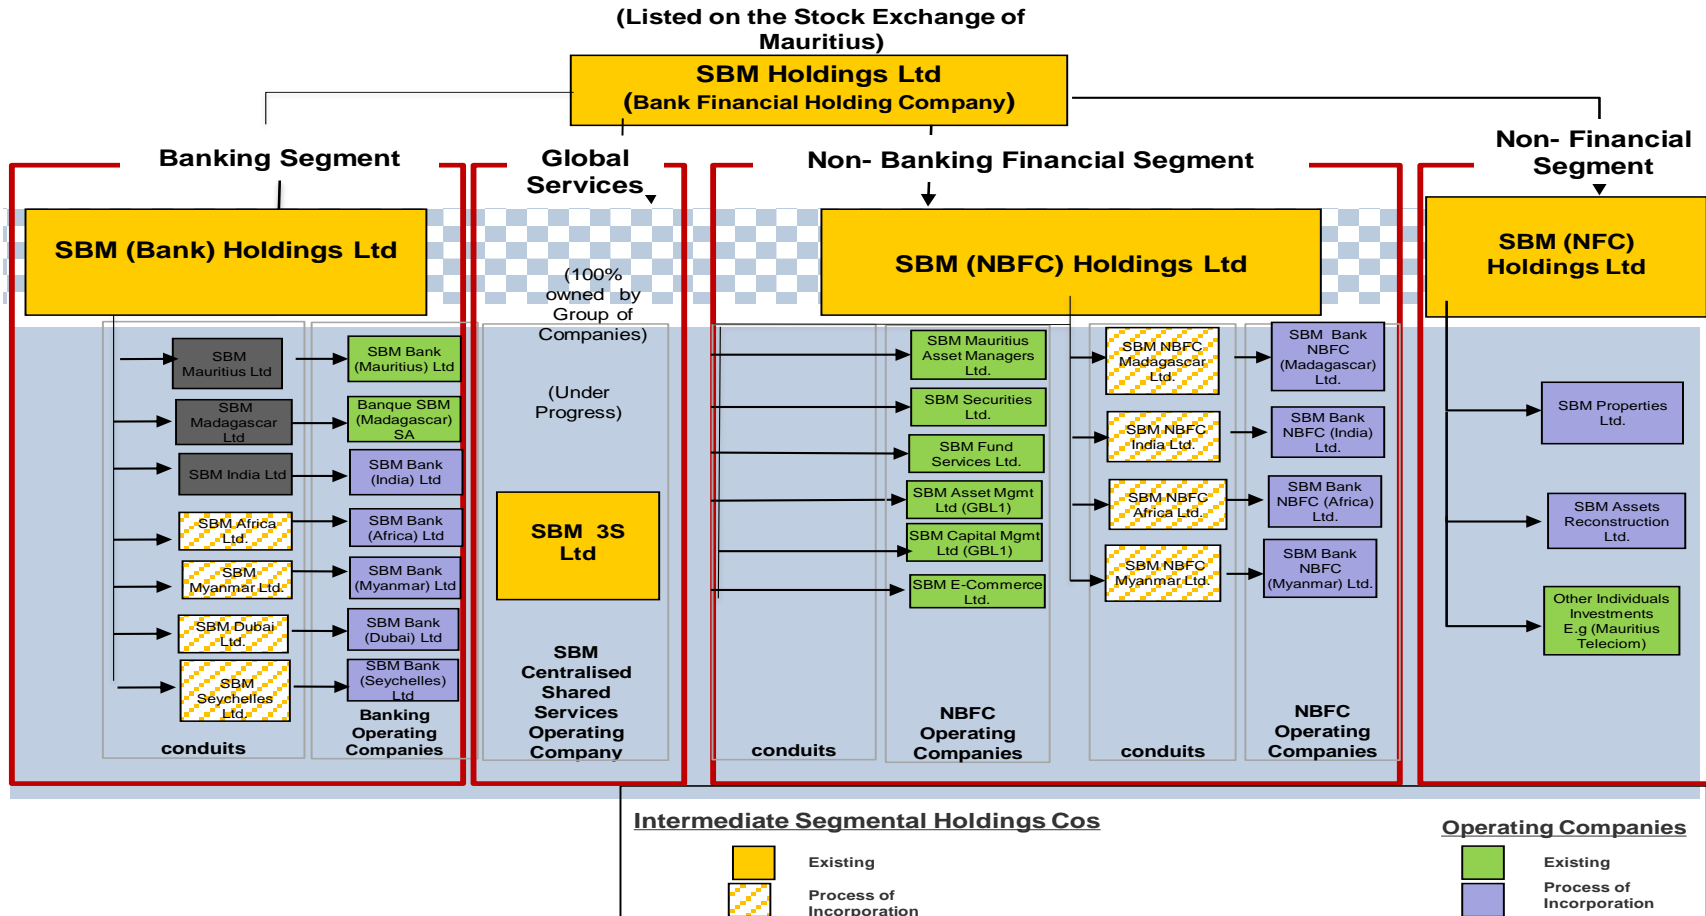 (Listed on the Stock Exchange of
Mauritius)
SBM Holdings Ltd
(Bank Financial Holding Company)
Banking Segment
Global
Services
Non- Banking Financial Segment
Non- Financial
Segment
SBM (Bank) Holdings Ltd
(100%
owned by
Group of
Companies)
(Under
Progress)
SBM (NBFC) Holdings Ltd
SBM (NFC)
Holdings Ltd
SBM
Mauritius Ltd
SBM Bank
(Mauritius) Ltd
SBM
Madagascar
Ltd
Banque SBM
(Madagascar)
SA
SBM India Ltd
SBM Bank
(India) Ltd
SBM Africa
Ltd.
SBM Bank
(Africa) Ltd
SBM
Myanmar Ltd.
SBM Bank
(Myanmar) Ltd
SBM Dubai
Ltd.
SBM Bank
(Dubai) Ltd
SBM
Seychelles
Ltd.
SBM Bank
(Seychelles)
Ltd
conduits
Banking
Operating
Companies
SBM 3S
Ltd
SBM
Centralised
Shared
Services
Operating
Company
SBM Mauritius
Asset Managers
Ltd.
SBM Securities
Ltd.
SBM Fund
Services Ltd.
SBM Asset Mgmt
Ltd (GBL1)
SBM Capital Mgmt
Ltd (GBL1)
SBM E-Commerce
Ltd.
conduits
NBFC
Operating
Companies
SBM NBFC
Madagascar
Ltd.
SBM Bank
NBFC
(Madagascar)
Ltd.
SBM NBFC
India Ltd.
SBM Bank
NBFC (India)
Ltd.
SBM NBFC
Africa Ltd.
SBM Bank
NBFC (Africa)
Ltd.
SBM NBFC
Myanmar Ltd.
SBM Bank
NBFC
(Myanmar) Ltd.
conduits
NBFC
Operating
Companies
SBM Properties
Ltd.
SBM Assets
Reconstruction
Ltd.
Other Individuals
Investments
E.g (Mauritius
Teleciom)
Intermediate Segmental Holdings Cos
Existing
Process of
Incorporation
Operating Companies
Existing
Process of
Incorporation